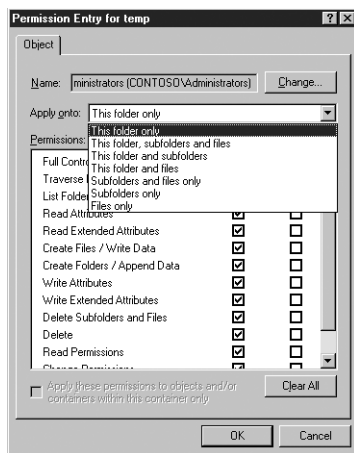 Permission Entry for temp
Object
Name: ministrators (CONTOSO\Administrators) Change...
Apply onto: This folder only
This folder only
Permissions: This folder, subfolders and files
This folder and subfolders
Full Contr
This folder and files
Traverse
Subfolders and files only
List Folder
Subfolders only
Files only
Read Attributes
Read Extended Attributes
Create Files / Write Data
Create Folders / Append Data
Write Attributes
Write Extended Attributes
Delete Subfolders and Files
Delete
Read Permissions
Change Permissions
Apply these permissions to objects and/or
containers within this container only
Clear All
OK Cancel